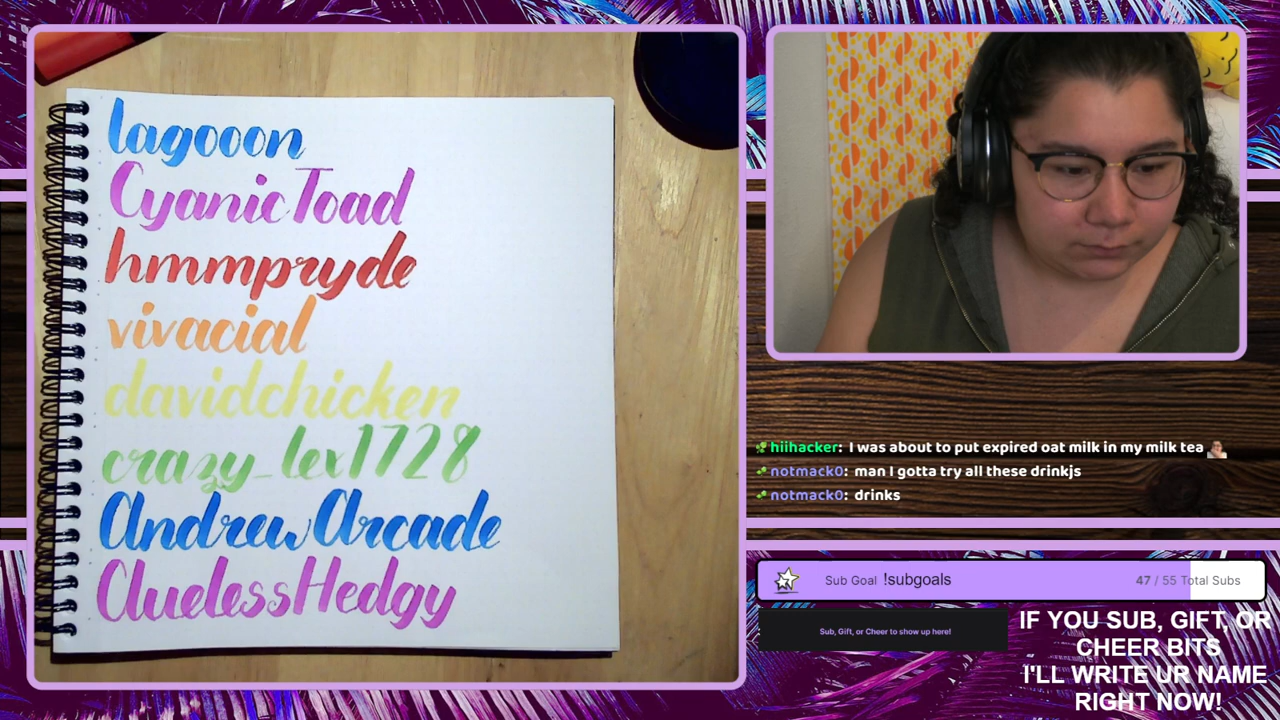 lagooon
CyanicToad
hmmpryde
vivacial
davidchicken
crazy_lex1728
AndrewArcade
CluelessHedgy
hiihacker: I was about to put expired oat milk in my milk tea
notmack0: man I gotta try all these drinkjs
notmack0: drinks
Sub Goal !subgoals 47 / 55 Total Subs
Sub, Gift, or Cheer to show up here!
IF YOU SUB, GIFT, OR
CHEER BITS
I'LL WRITE UR NAME
RIGHT NOW!